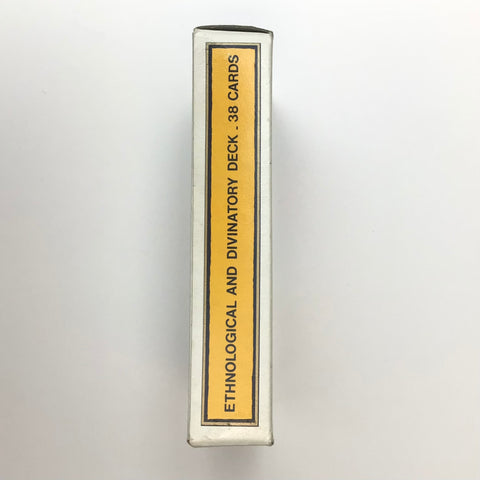 ETHNOLOGICAL AND DIVINATORY DECK . 38 CARDS